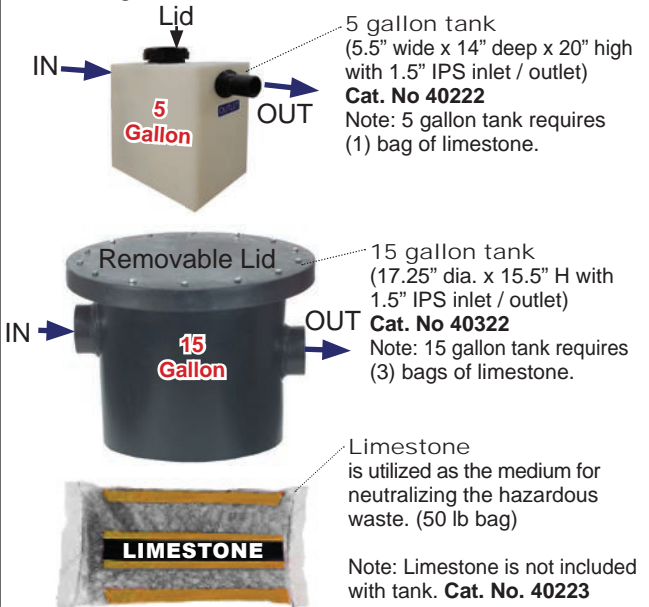 Lid
IN
5
Gallon
OUTLET
OUT
5 gallon tank
(5.5” wide x 14” deep x 20” high
with 1.5” IPS inlet / outlet)
Cat. No 40222
Note: 5 gallon tank requires
(1) bag of limestone.
Removable Lid
IN
15
Gallon
OUT
15 gallon tank
(17.25” dia. x 15.5” H with
1.5” IPS inlet / outlet)
Cat. No 40322
Note: 15 gallon tank requires
(3) bags of limestone.
LIMESTONE
Limestone
is utilized as the medium for
neutralizing the hazardous
waste. (50 lb bag)
Note: Limestone is not included
with tank. Cat. No. 40223